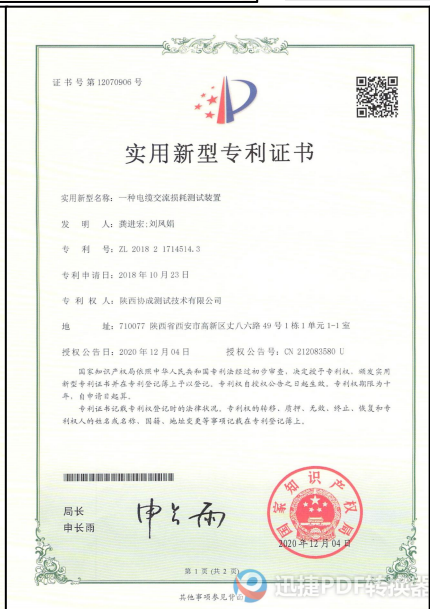 证书号第12070906号
实用新型专利证书
实用新型名称：一种电缆交流损耗测试装置
发 明 人：龚进宏;刘凤娟
专 利 号：ZL 2018 2 1714514.3
专利申请日：2018年10月23日
专 利 权 人：陕西协成测试技术有限公司
地 址：710077 陕西省西安市高新区丈八六路49号1栋1单元1-1室
授权公告日：2020年12月04日 授权公告号：CN 212083580 U
国家知识产权局依照中华人民共和国专利法经过初步审查，决定授予专利权，颁发实用
新型专利证书并在专利登记簿上予以登记。专利权自授权公告之日起生效。专利权期限为十
年，自申请日起算。
专利证书记载专利权登记时的法律状况。专利权的转移、质押、无效、终止、恢复和专
利权人的姓名或名称、国籍、地址变更等事项记载在专利登记簿上。
局长
申长雨
申长雨
国家知识产权局
2020年12月04日
第 1 页 (共 2 页)
其他事项参见背面
迅捷PDF转换器